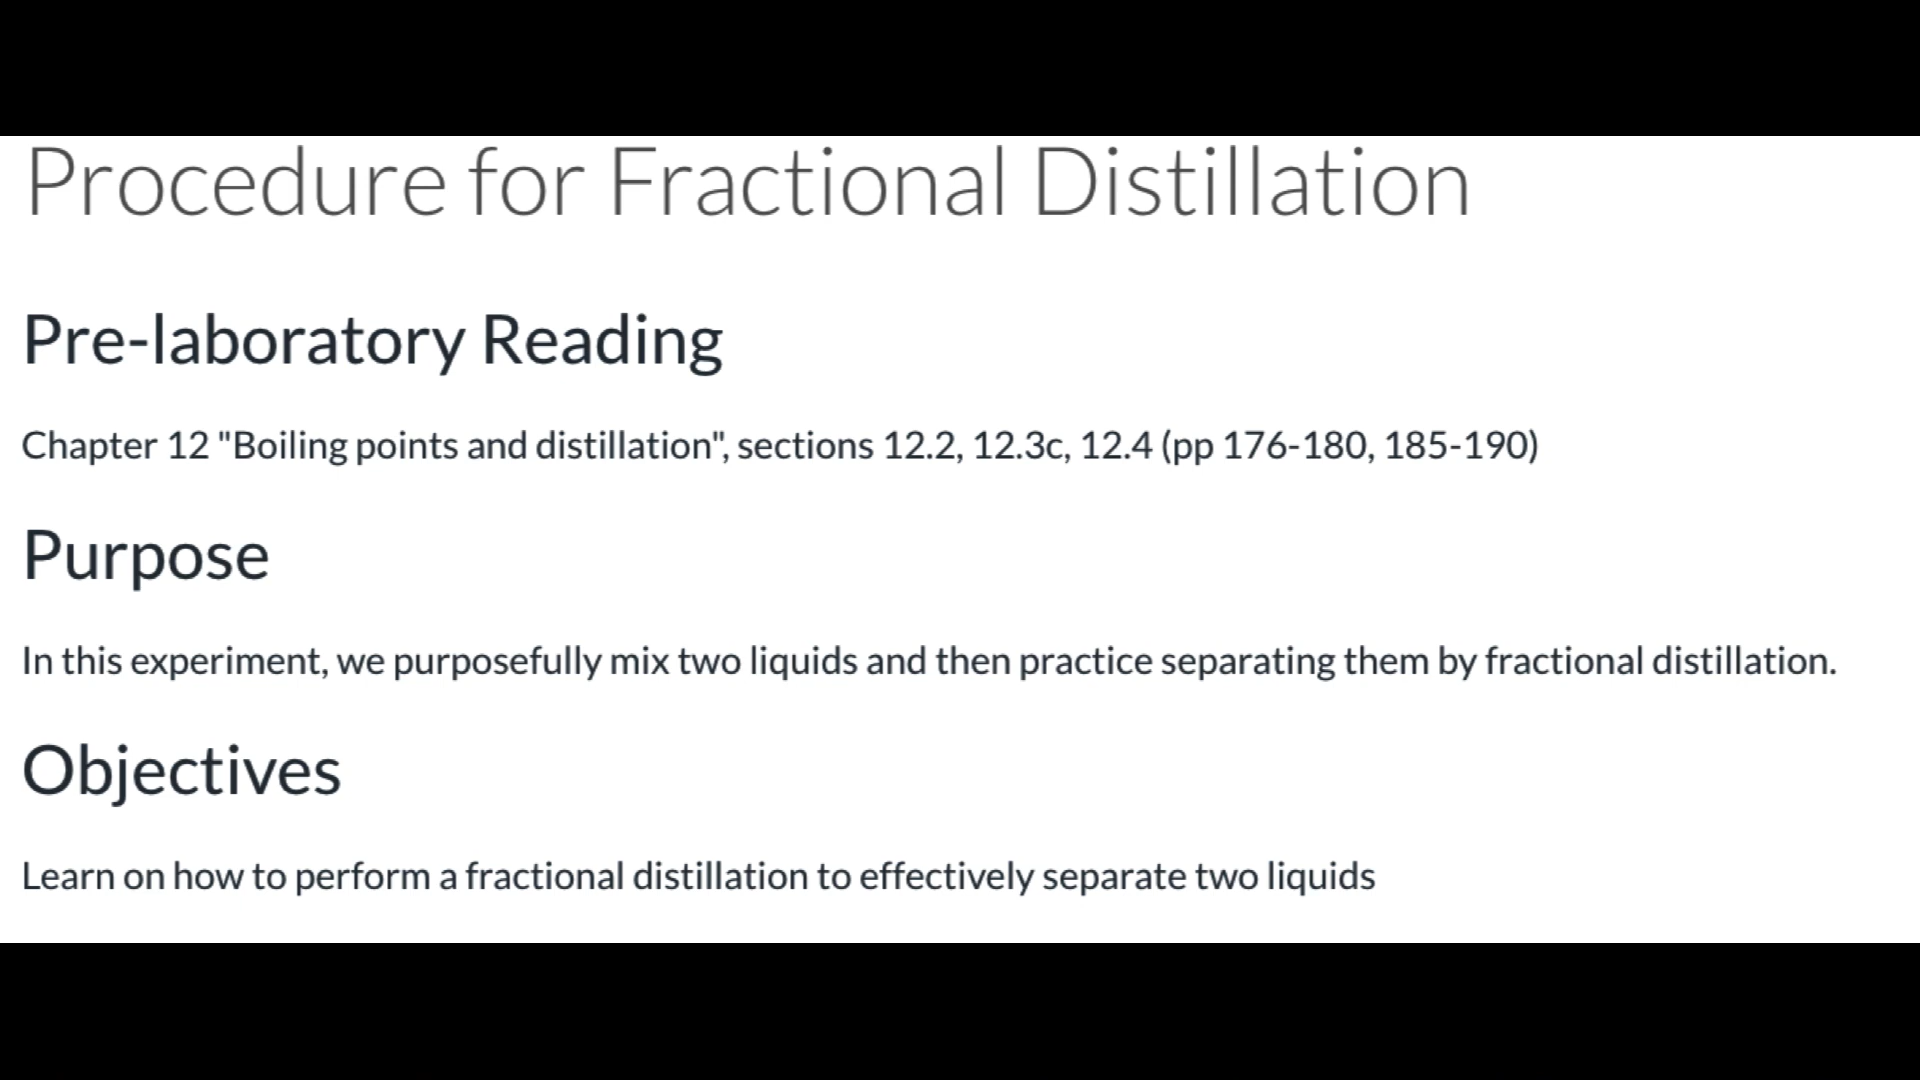 Procedure for Fractional Distillation
Pre-laboratory Reading
Chapter 12 "Boiling points and distillation", sections 12.2, 12.3c, 12.4 (pp 176-180, 185-190)
Purpose
In this experiment, we purposefully mix two liquids and then practice separating them by fractional distillation.
Objectives
Learn on how to perform a fractional distillation to effectively separate two liquids